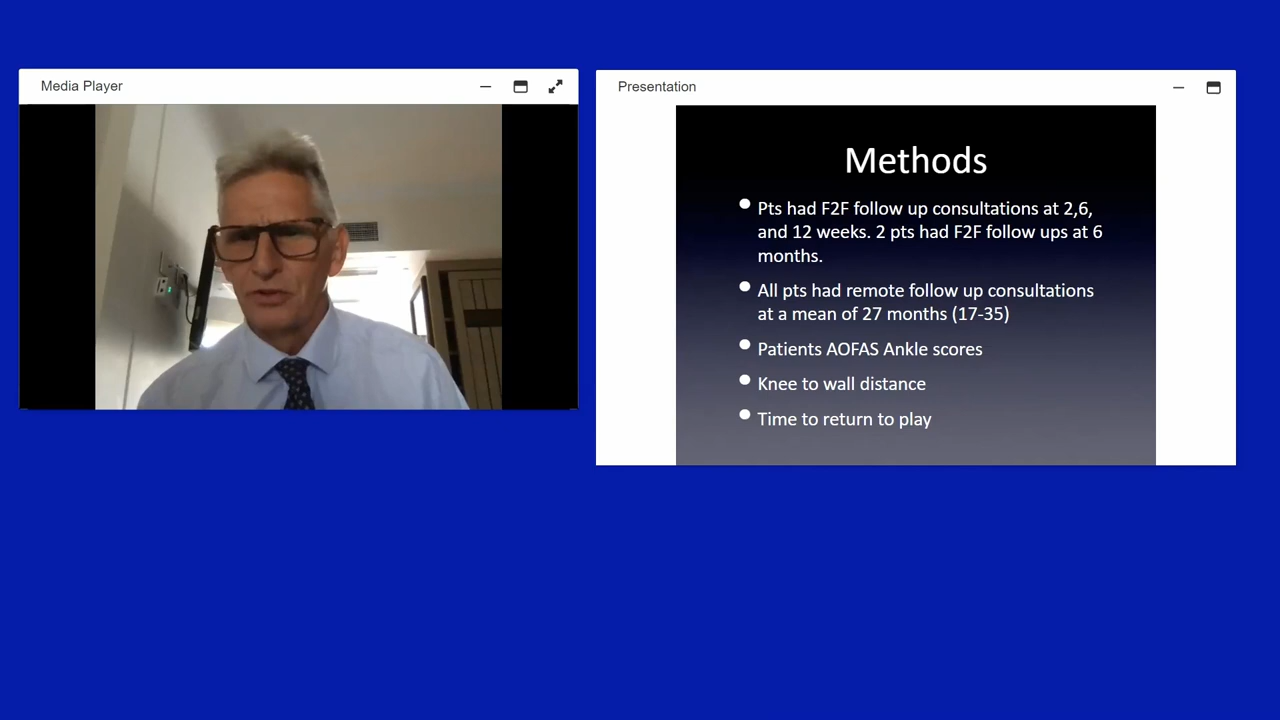 Media Player
Presentation
Methods
Pts had F2F follow up consultations at 2,6,
and 12 weeks. 2 pts had F2F follow ups at 6
months.
All pts had remote follow up consultations
at a mean of 27 months (17-35)
Patients AOFAS Ankle scores
Knee to wall distance
Time to return to play